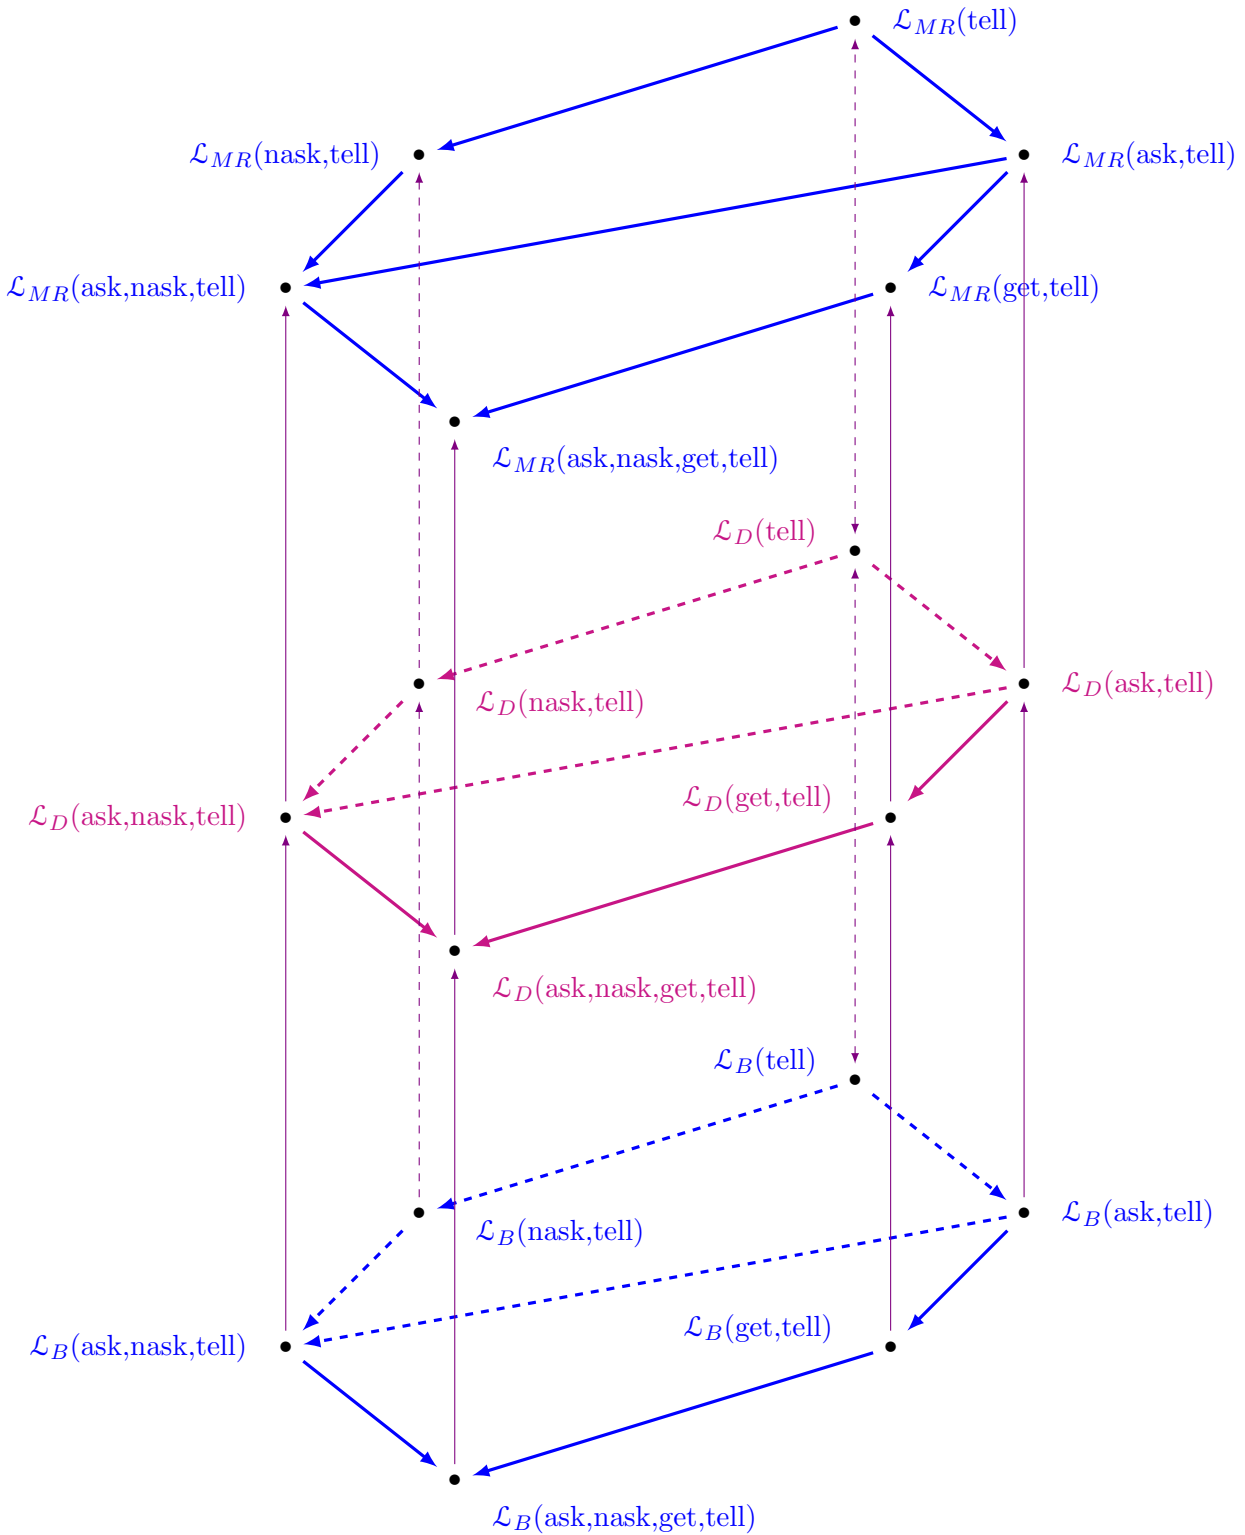 ℒ_MR(tell)
ℒ_MR(nask,tell)
ℒ_MR(ask,tell)
ℒ_MR(ask,nask,tell)
ℒ_MR(get,tell)
ℒ_MR(ask,nask,get,tell)
ℒ_D(tell)
ℒ_D(nask,tell)
ℒ_D(ask,tell)
ℒ_D(ask,nask,tell)
ℒ_D(get,tell)
ℒ_D(ask,nask,get,tell)
ℒ_B(tell)
ℒ_B(nask,tell)
ℒ_B(ask,tell)
ℒ_B(ask,nask,tell)
ℒ_B(get,tell)
ℒ_B(ask,nask,get,tell)